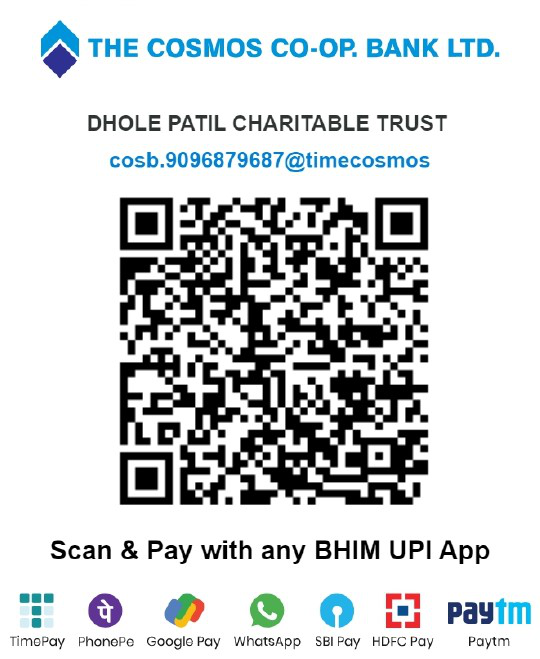 THE COSMOS CO-OP. BANK LTD.
DHOLE PATIL CHARITABLE TRUST
cosb.9096879687@timecosmos
Scan & Pay with any BHIM UPI App
TimePay PhonePe Google Pay WhatsApp SBI Pay HDFC Pay paytm Paytm